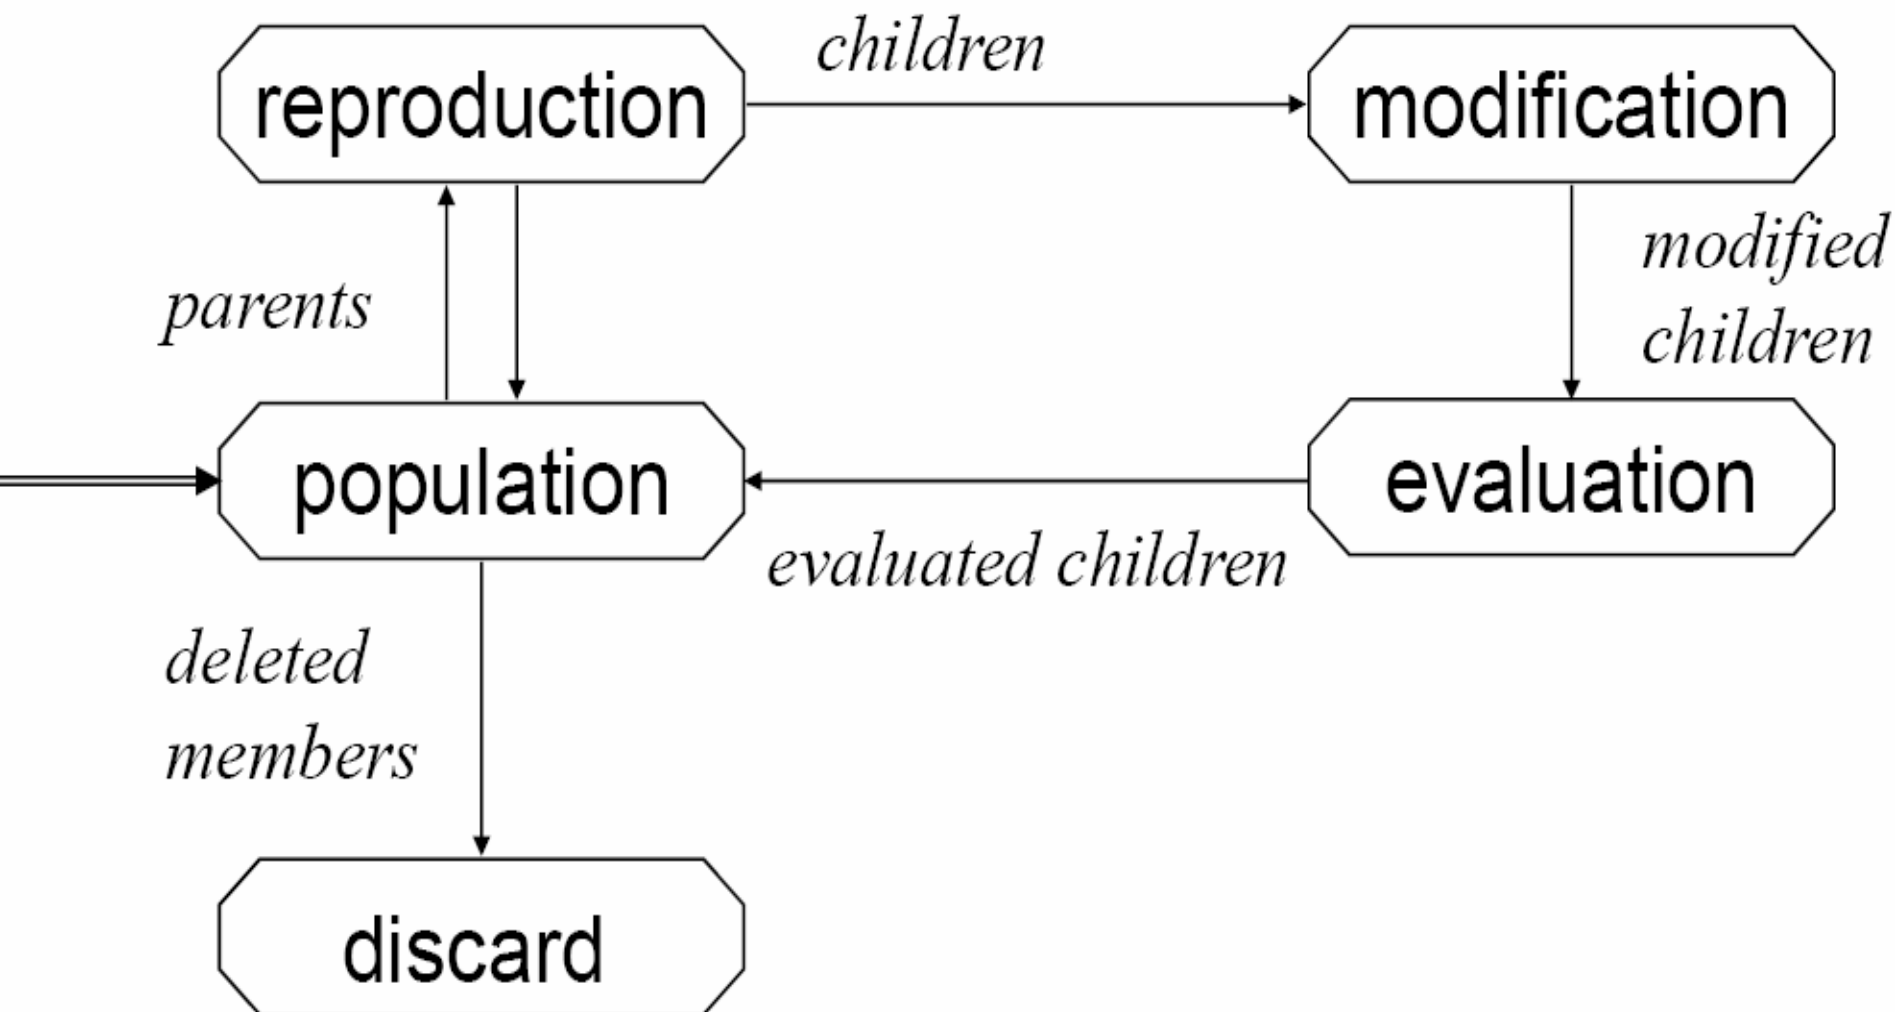 children
reproduction
modification
modified
children
parents
population
evaluation
evaluated children
deleted
members
discard